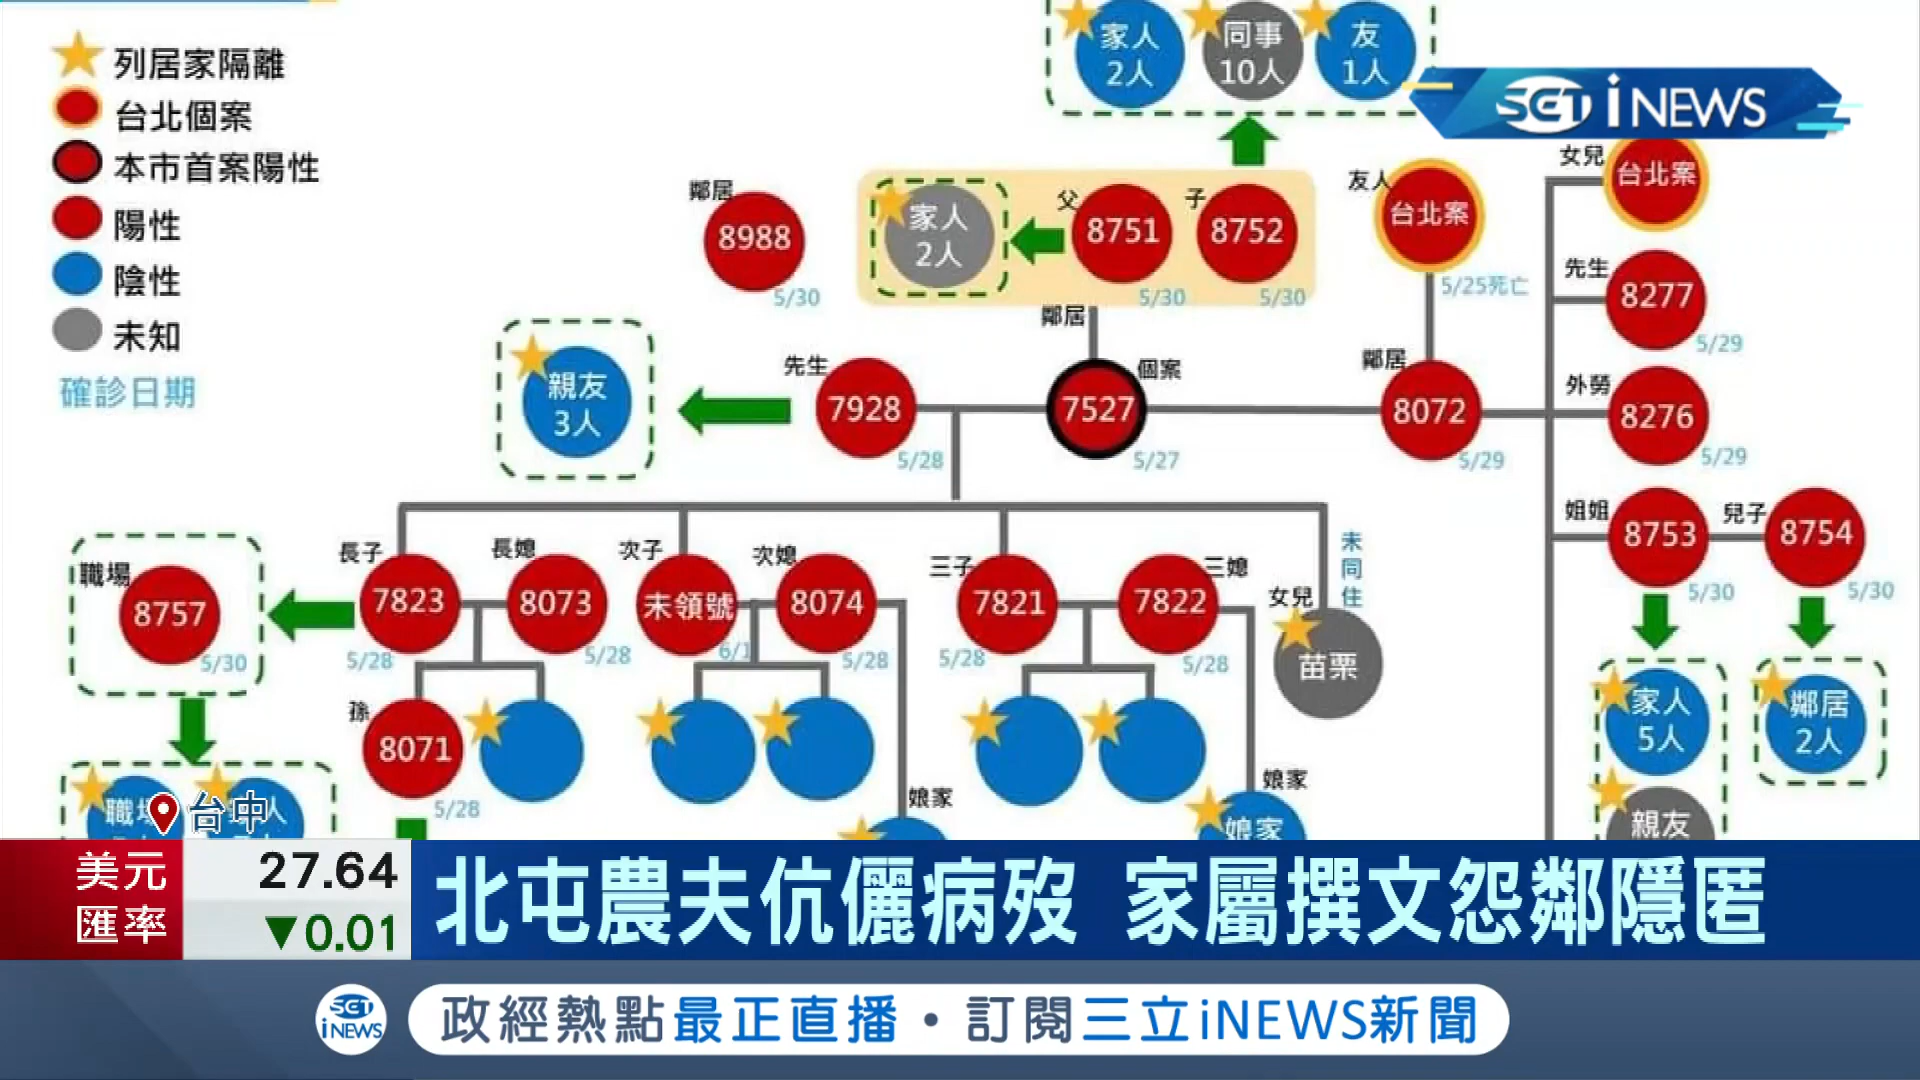 列居家隔離
台北個案
本市首案陽性
陽性
陰性
未知
確診日期
家人
2人
同事
10人
友
1人
SET iNEWS
鄰居
8988
5/30
家人
2人
父
8751
5/30
子
8752
5/30
友人
台北案
5/25死亡
女兒
台北案
先生
8277
5/29
親友
3人
先生
7928
5/28
鄰居
個案
7527
5/27
鄰居
8072
5/29
外勞
8276
5/29
姐姐
8753
5/30
兒子
8754
5/30
職場
8757
5/30
長子
7823
5/28
長媳
8073
5/28
次子
未領號
6/1
次媳
8074
5/28
三子
7821
5/28
三媳
7822
5/28
女兒
苗栗
未同住
孫
8071
5/28
娘家
娘家
娘家
家人
5人
鄰居
2人
親友
台中
美元
匯率
27.64
▼0.01
北屯農夫伉儷病歿 家屬撰文怨鄰隱匿
SET iNEWS
政經熱點最正直播・訂閱三立iNEWS新聞